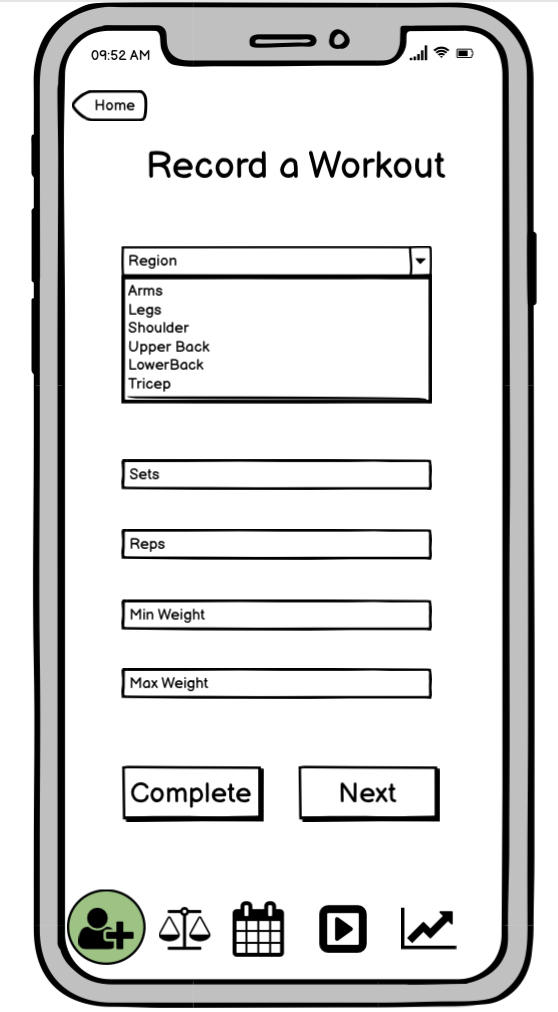 09:52 AM
Home
Record a Workout
Region
Arms
Legs
Shoulder
Upper Back
LowerBack
Tricep
Sets
Reps
Min Weight
Max Weight
Complete
Next